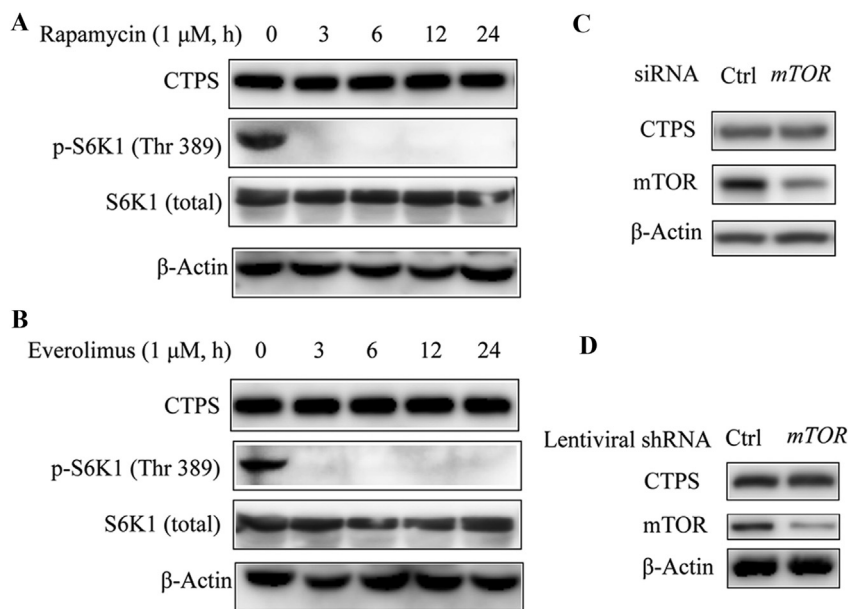 A
Rapamycin (1 μM, h) 0 3 6 12 24
CTPS
p-S6K1 (Thr 389)
S6K1 (total)
β-Actin
B
Everolimus (1 μM, h) 0 3 6 12 24
CTPS
p-S6K1 (Thr 389)
S6K1 (total)
β-Actin
C
siRNA Ctrl mTOR
CTPS
mTOR
β-Actin
D
Lentiviral shRNA Ctrl mTOR
CTPS
mTOR
β-Actin